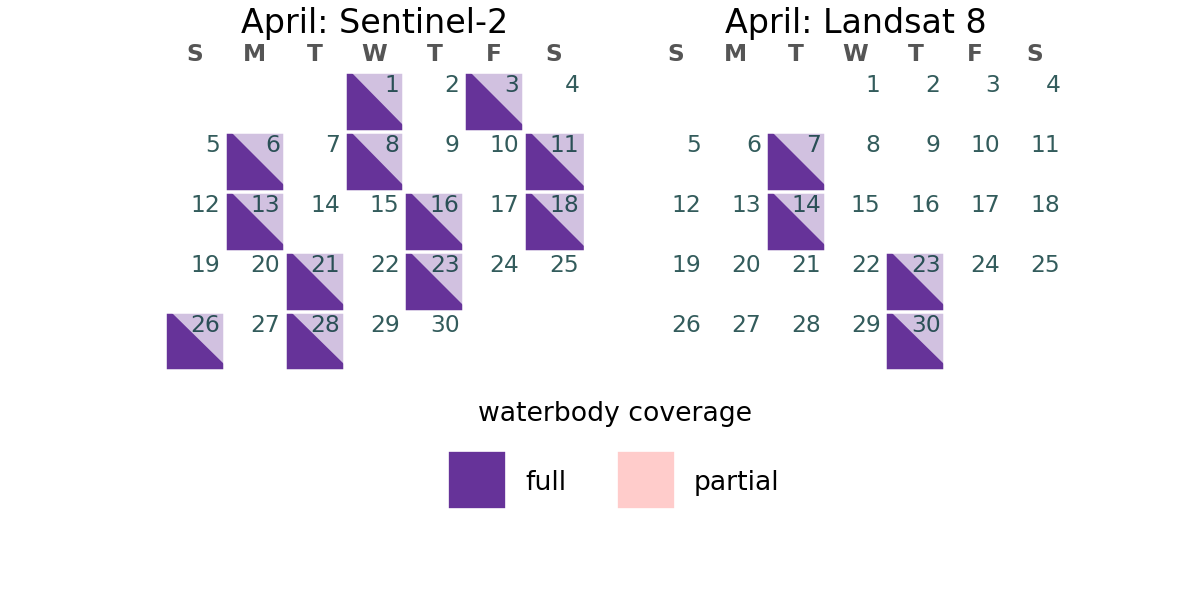 April: Sentinel-2
S M T W T F S
1 2 3 4
5 6 7 8 9 10 11
12 13 14 15 16 17 18
19 20 21 22 23 24 25
26 27 28 29 30
April: Landsat 8
S M T W T F S
1 2 3 4
5 6 7 8 9 10 11
12 13 14 15 16 17 18
19 20 21 22 23 24 25
26 27 28 29 30
waterbody coverage
full partial